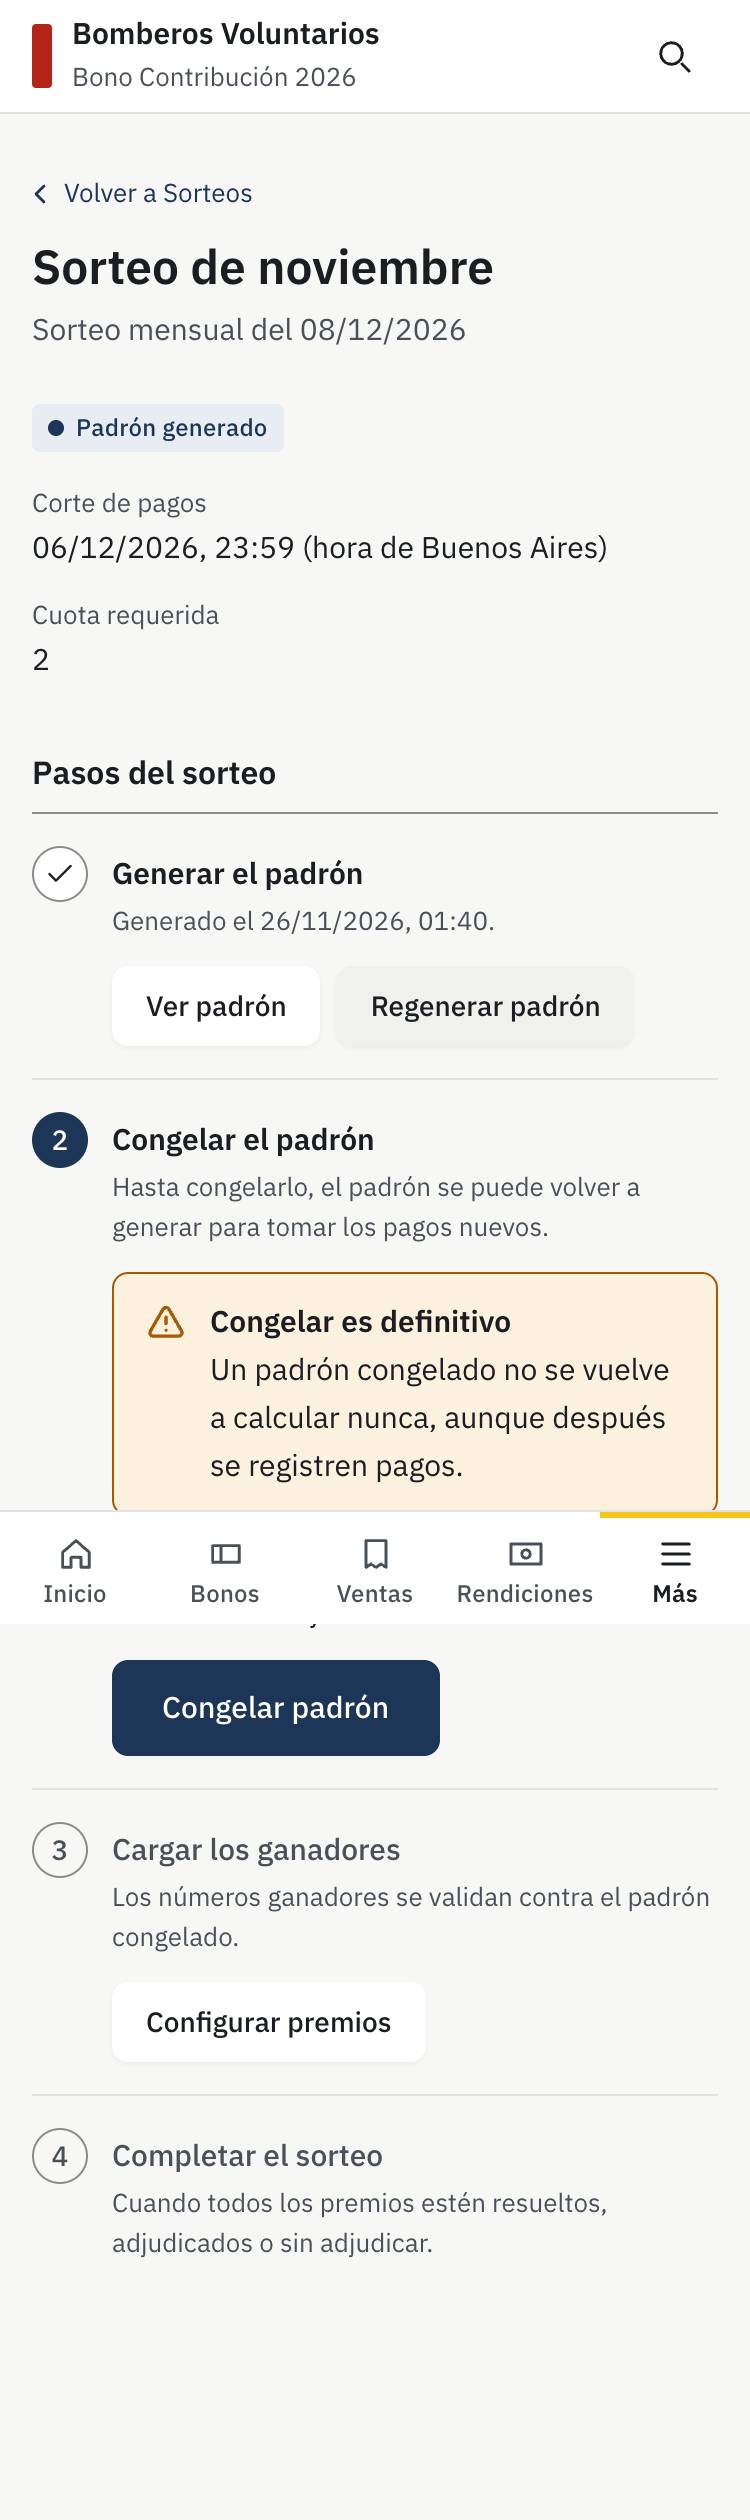 Bomberos Voluntarios
Bono Contribución 2026
Volver a Sorteos
Sorteo de noviembre
Sorteo mensual del 08/12/2026
Padrón generado
Corte de pagos
06/12/2026, 23:59 (hora de Buenos Aires)
Cuota requerida
2
Pasos del sorteo
Generar el padrón
Generado el 26/11/2026, 01:40.
Ver padrón
Regenerar padrón
2
Congelar el padrón
Hasta congelarlo, el padrón se puede volver a
generar para tomar los pagos nuevos.
Congelar es definitivo
Un padrón congelado no se vuelve
a calcular nunca, aunque después
se registren pagos.
Inicio
Bonos
Ventas
Rendiciones
Más
Congelar padrón
3
Cargar los ganadores
Los números ganadores se validan contra el padrón
congelado.
Configurar premios
4
Completar el sorteo
Cuando todos los premios estén resueltos,
adjudicados o sin adjudicar.